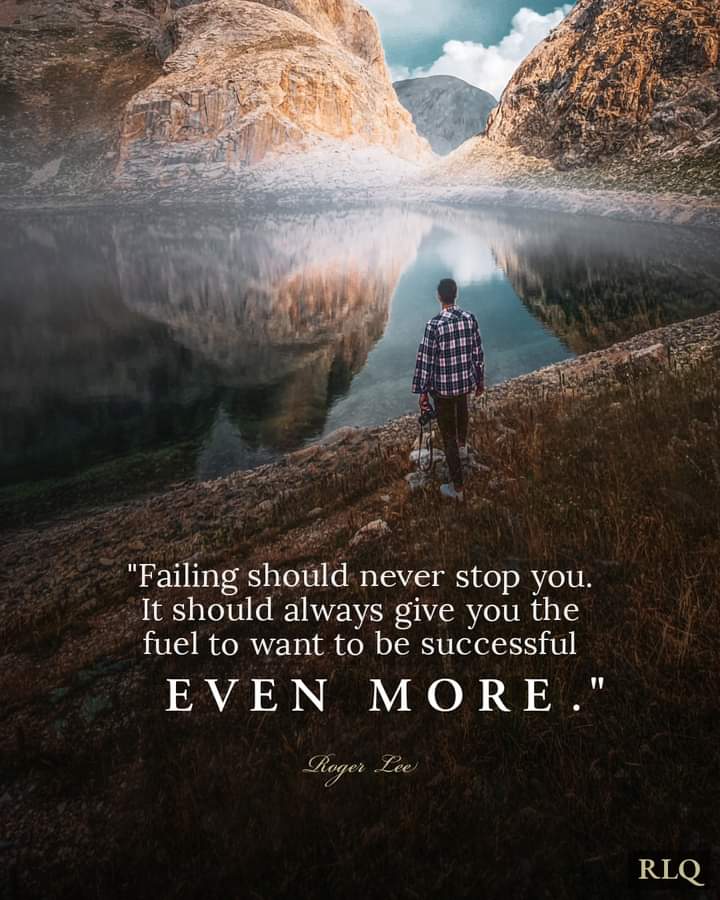 "Failing should never stop you.
It should always give you the
fuel to want to be successful
EVEN MORE."
Roger Lee
RLQ